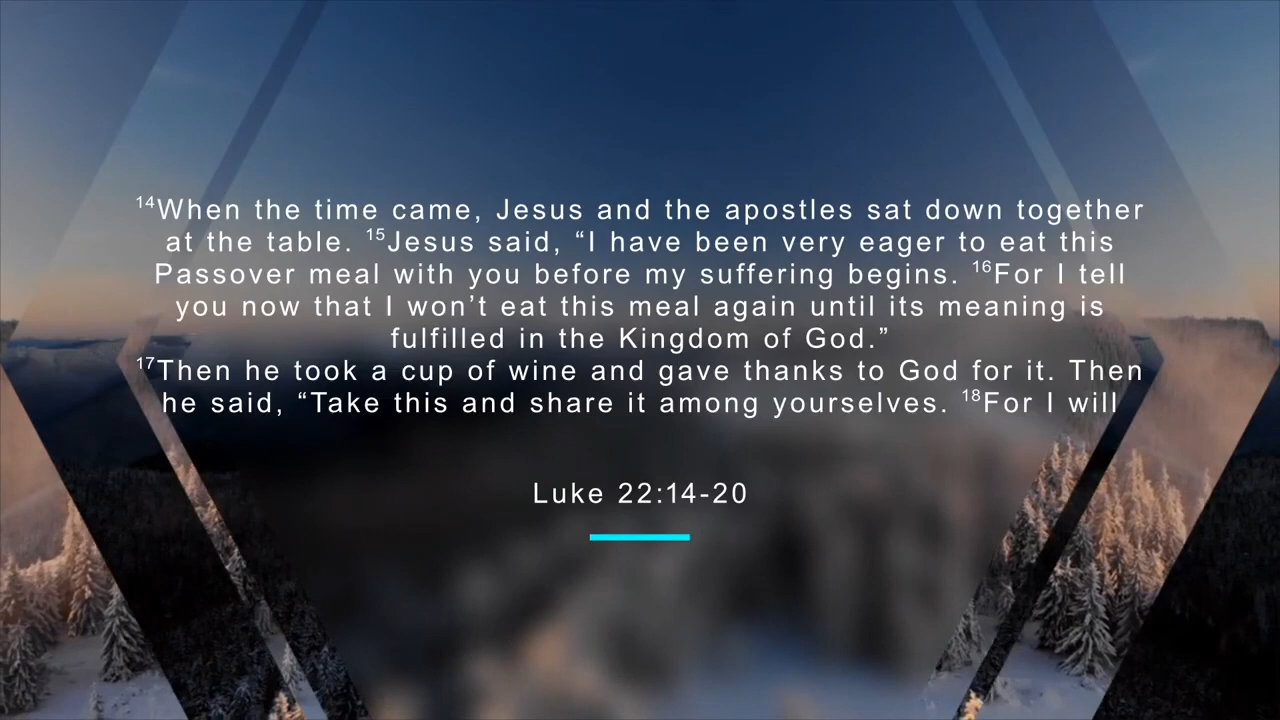 ¹⁴When the time came, Jesus and the apostles sat down together
at the table. ¹⁵Jesus said, “I have been very eager to eat this
Passover meal with you before my suffering begins. ¹⁶For I tell
you now that I won’t eat this meal again until its meaning is
fulfilled in the Kingdom of God.”
¹⁷Then he took a cup of wine and gave thanks to God for it. Then
he said, “Take this and share it among yourselves. ¹⁸For I will
Luke 22:14-20